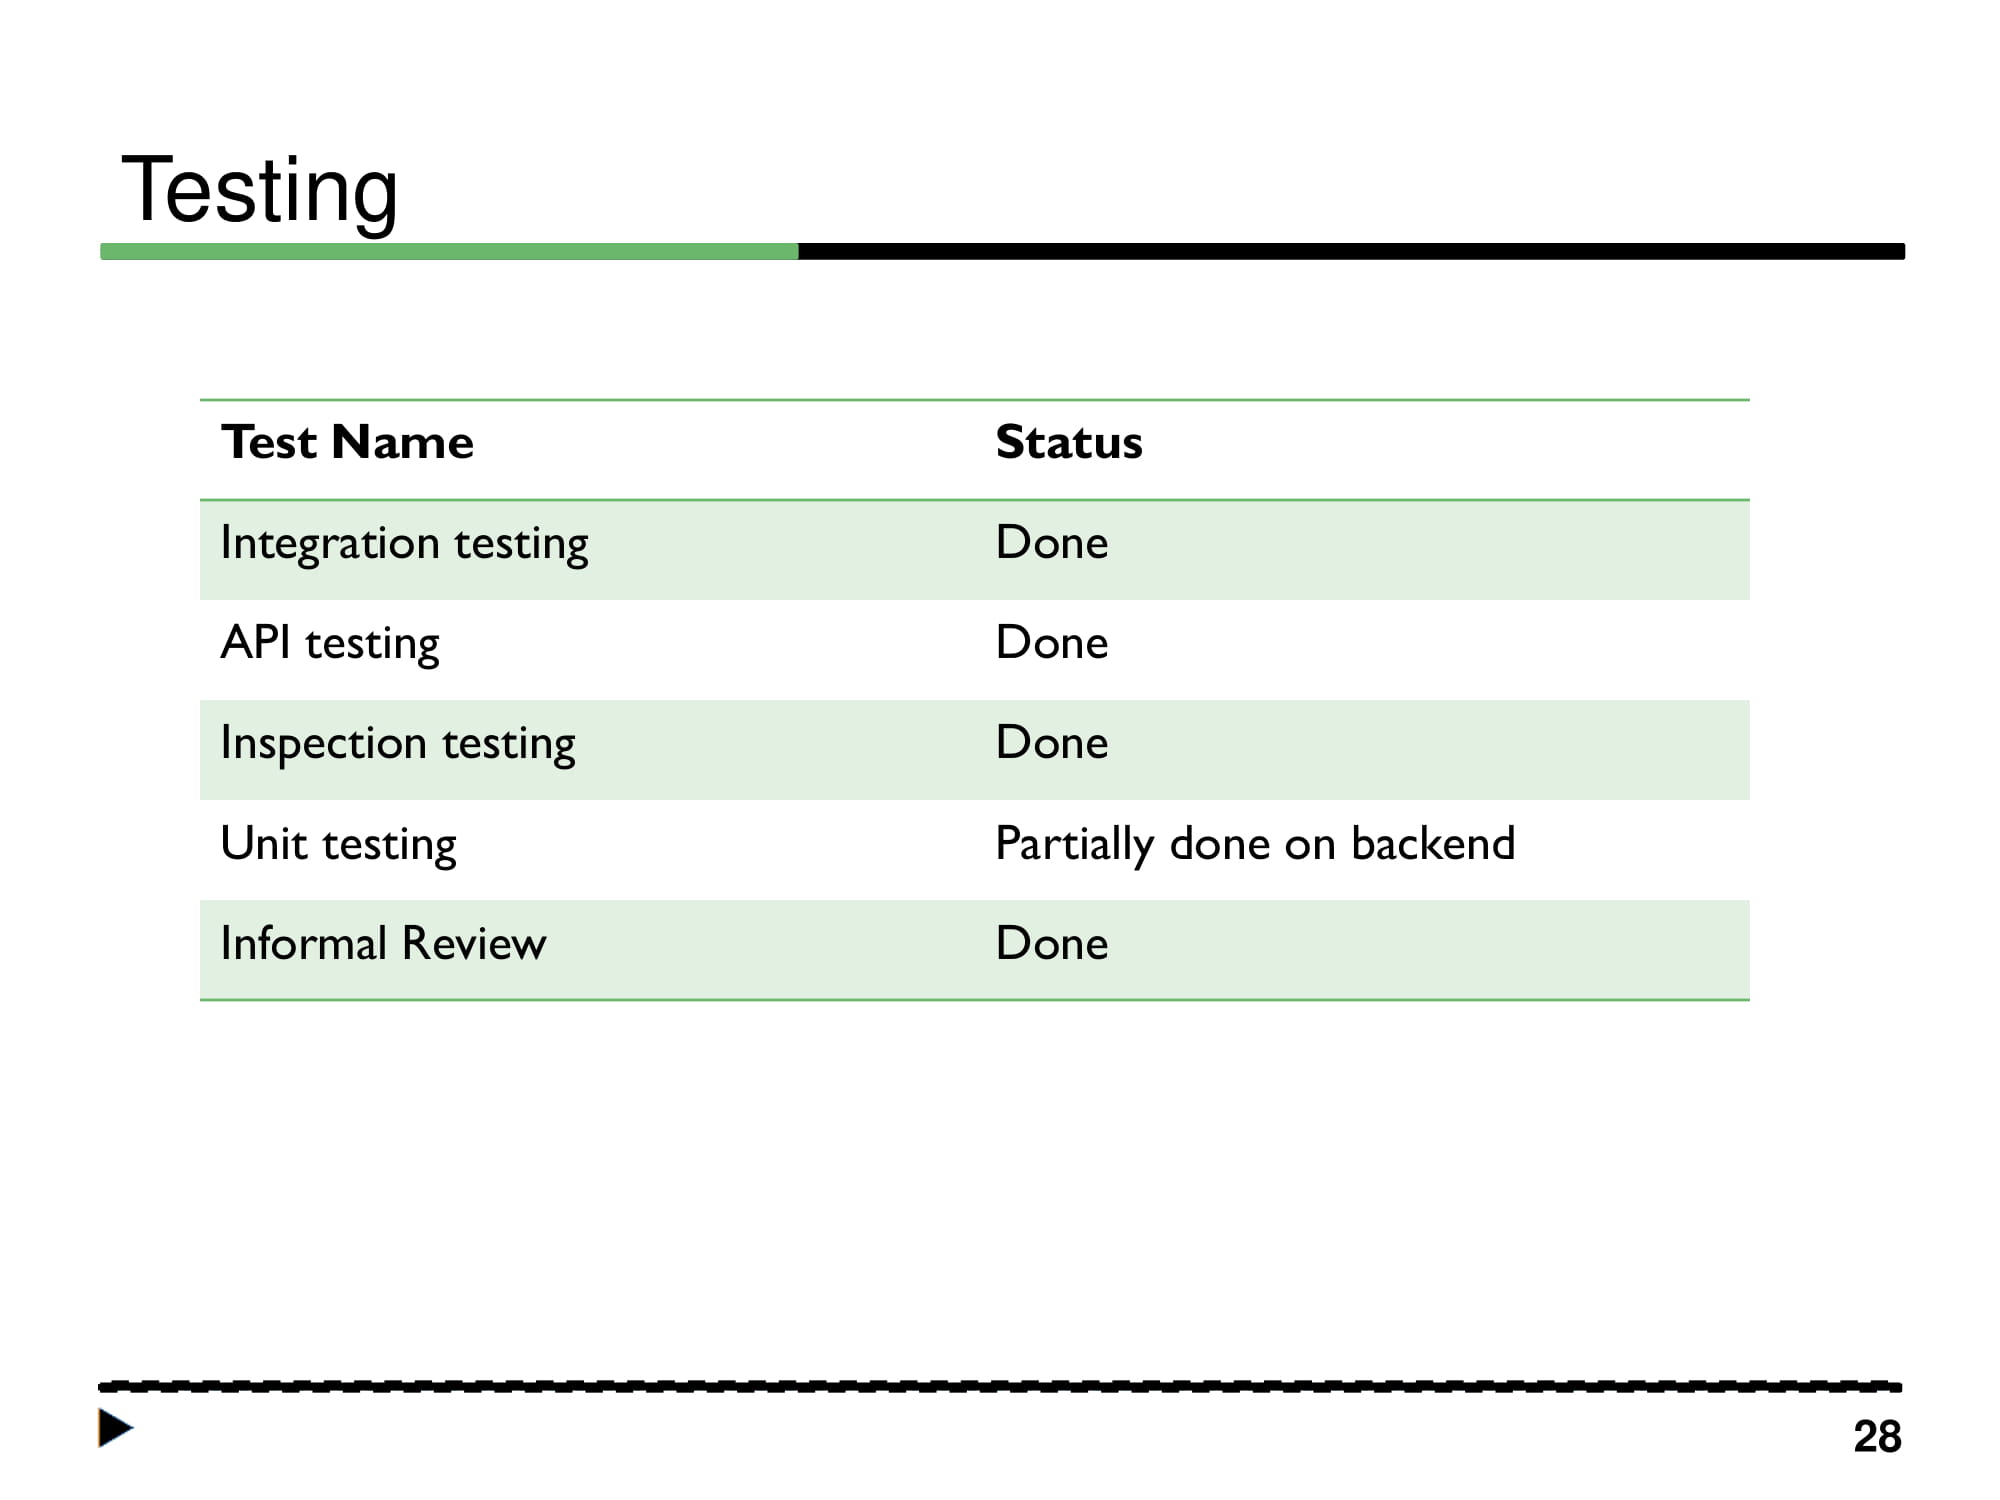 Testing
Test Name Status
Integration testing Done
API testing Done
Inspection testing Done
Unit testing Partially done on backend
Informal Review Done
28